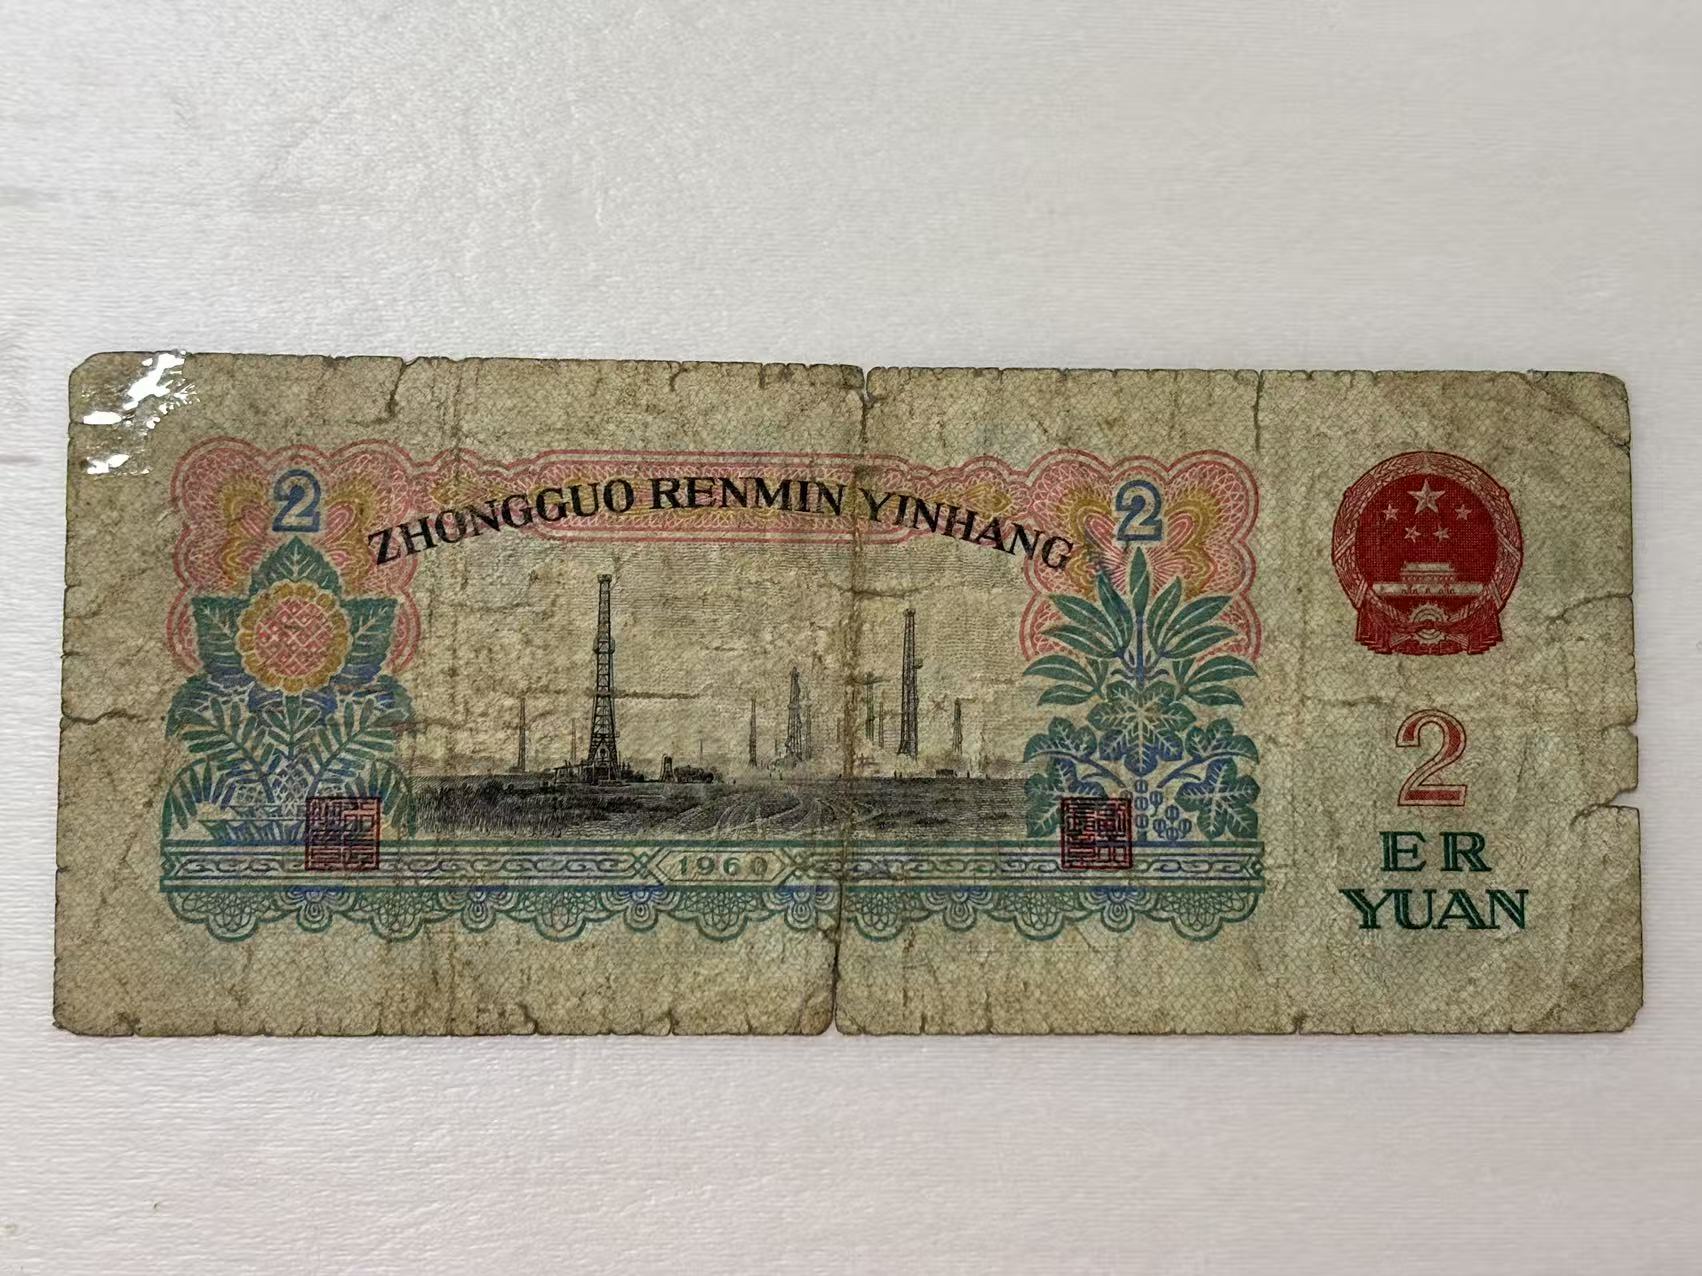 2
2
ZHONGGUO RENMIN YINHANG
1960
2
ER
YUAN